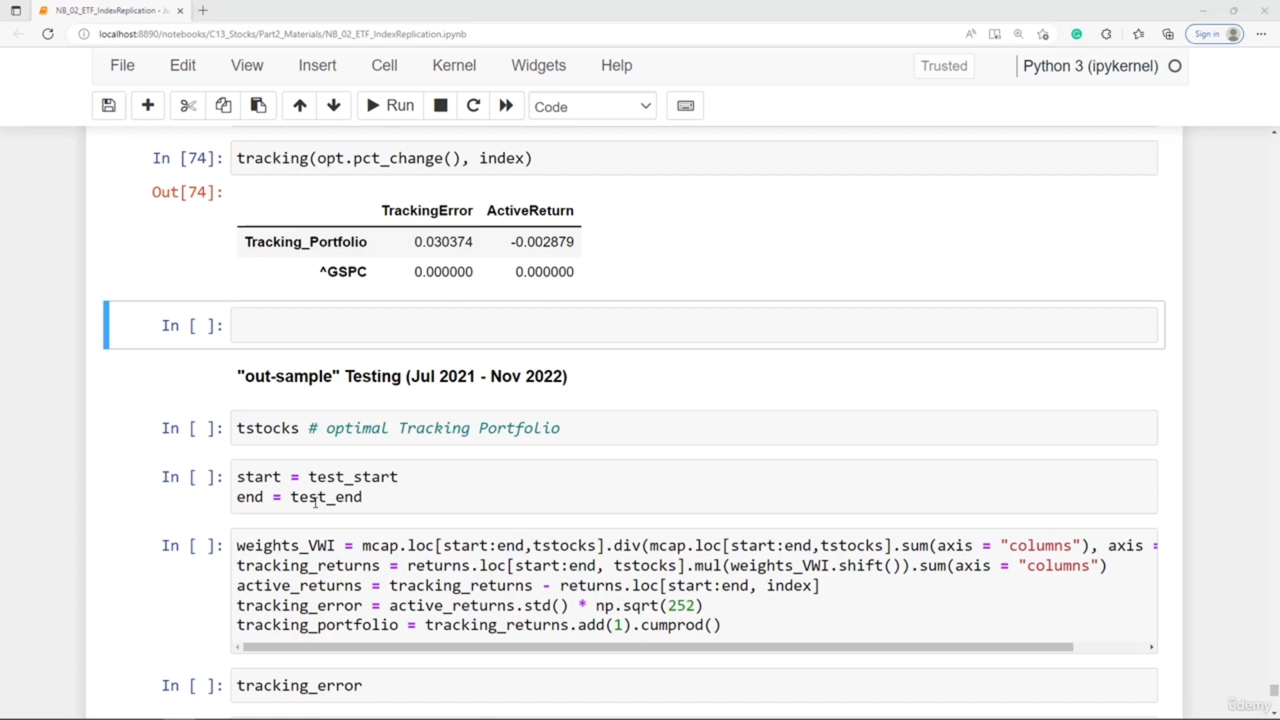 NB_02_ETF_IndexReplication - Ju
localhost:8890/notebooks/C13_Stocks/Part2_Materials/NB_02_ETF_IndexReplication.ipynb
Sign in
File Edit View Insert Cell Kernel Widgets Help Trusted Python 3 (ipykernel)
Run Code
In [74]: tracking(opt.pct_change(), index)
Out[74]:
TrackingError ActiveReturn
Tracking_Portfolio 0.030374 -0.002879
^GSPC 0.000000 0.000000
In [ ]:
"out-sample" Testing (Jul 2021 - Nov 2022)
In [ ]: tstocks # optimal Tracking Portfolio
In [ ]: start = test_start
end = test_end
In [ ]: weights_VWI = mcap.loc[start:end,tstocks].div(mcap.loc[start:end,tstocks].sum(axis = "columns"), axis =
tracking_returns = returns.loc[start:end, tstocks].mul(weights_VWI.shift()).sum(axis = "columns")
active_returns = tracking_returns - returns.loc[start:end, index]
tracking_error = active_returns.std() * np.sqrt(252)
tracking_portfolio = tracking_returns.add(1).cumprod()
In [ ]: tracking_error
Udemy